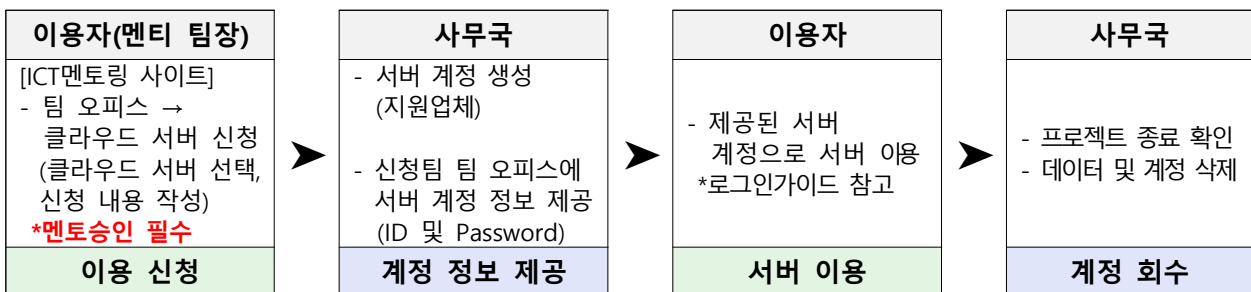 이용자(멘티 팀장)
[ICT멘토링 사이트]
- 팀 오피스 →
클라우드 서버 신청
(클라우드 서버 선택,
신청 내용 작성)
*멘토승인 필수
이용 신청
사무국
- 서버 계정 생성
(지원업체)
- 신청팀 팀 오피스에
서버 계정 정보 제공
(ID 및 Password)
계정 정보 제공
이용자
- 제공된 서버
계정으로 서버 이용
*로그인가이드 참고
서버 이용
사무국
- 프로젝트 종료 확인
- 데이터 및 계정 삭제
계정 회수